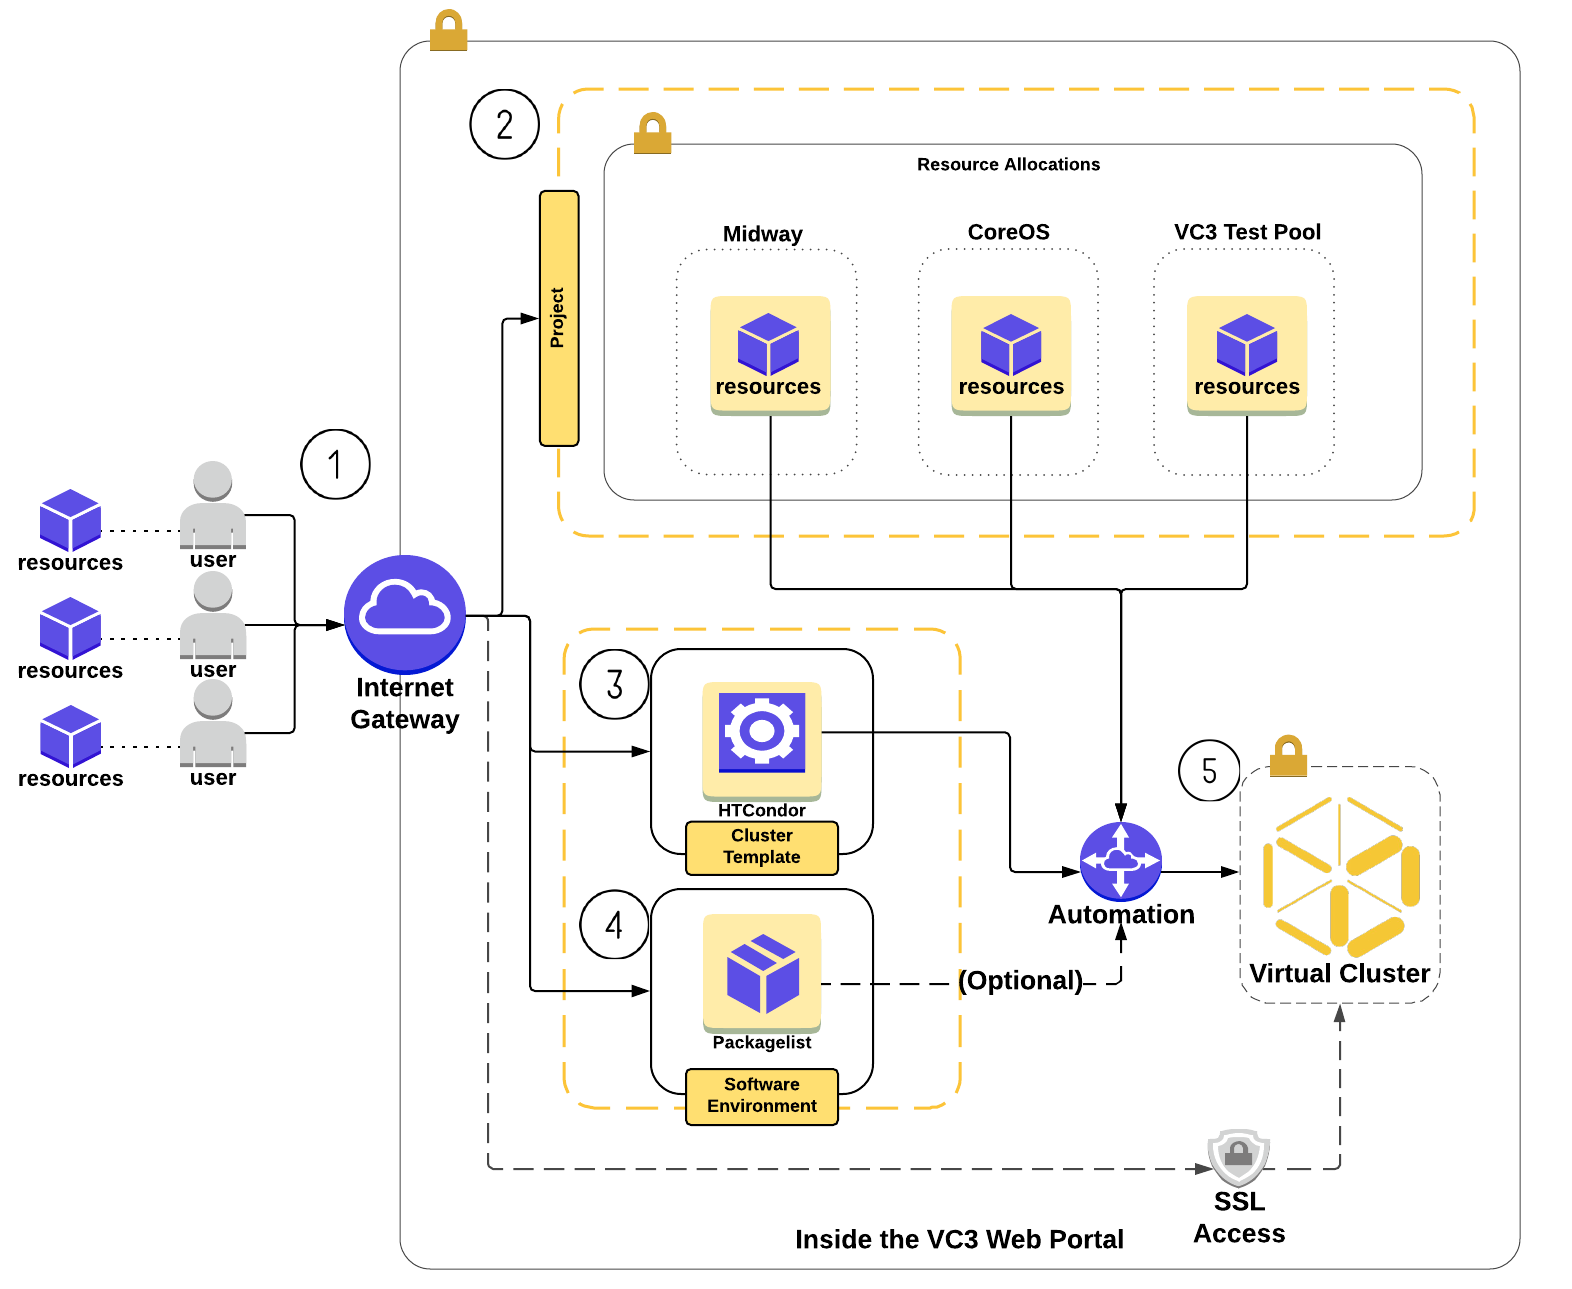 2
Resource Allocations
Midway
CoreOS
VC3 Test Pool
resources
resources
resources
Project
1
resources
user
resources
user
resources
user
Internet
Gateway
3
HTCondor
Cluster
Template
4
Packagelist
Software
Environment
(Optional)
Automation
5
Virtual Cluster
SSL
Access
Inside the VC3 Web Portal